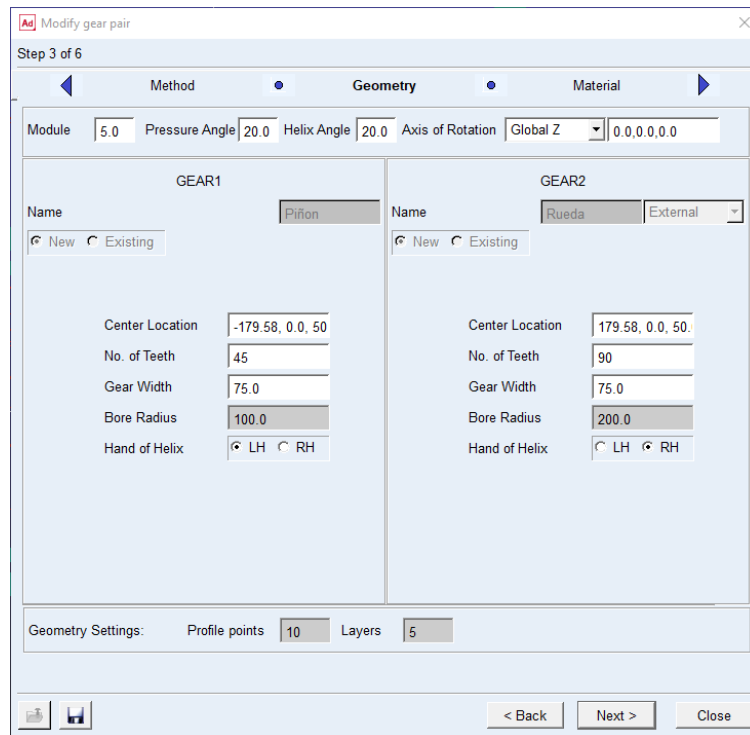 Ad Modify gear pair
Step 3 of 6
Method Geometry Material
Module 5.0 Pressure Angle 20.0 Helix Angle 20.0 Axis of Rotation Global Z 0.0,0.0,0.0
GEAR1
Name Piñon
New Existing
Center Location -179.58, 0.0, 50
No. of Teeth 45
Gear Width 75.0
Bore Radius 100.0
Hand of Helix LH RH
GEAR2
Name Rueda External
New Existing
Center Location 179.58, 0.0, 50.
No. of Teeth 90
Gear Width 75.0
Bore Radius 200.0
Hand of Helix LH RH
Geometry Settings: Profile points 10 Layers 5
< Back Next > Close